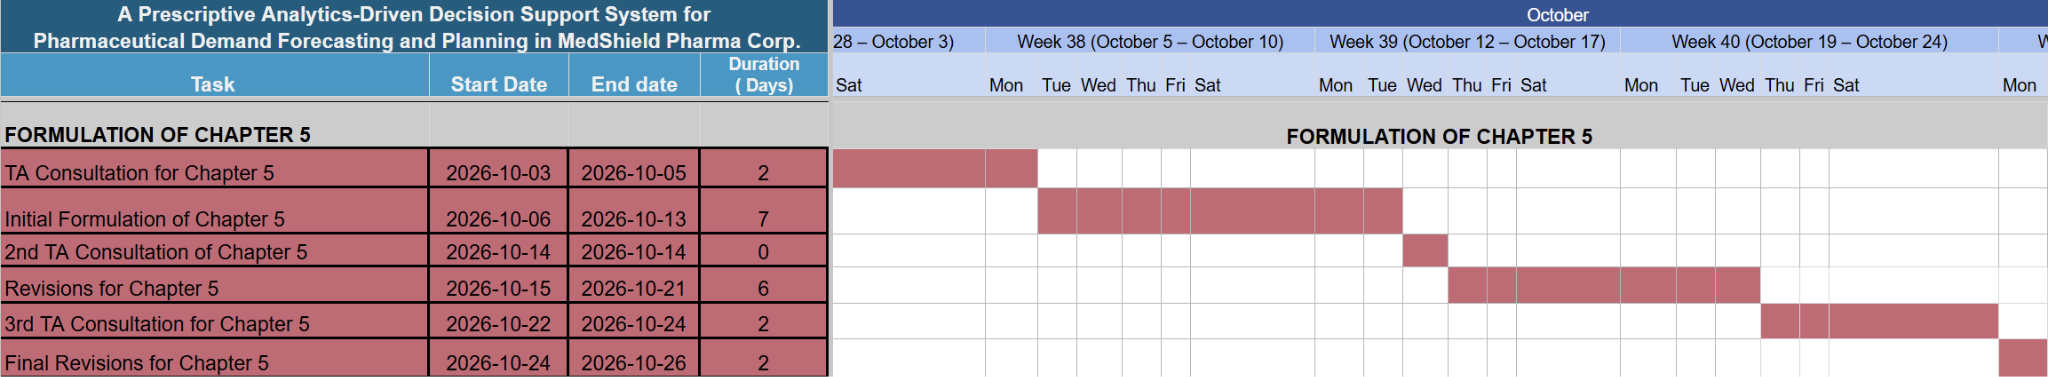 A Prescriptive Analytics-Driven Decision Support System for
Pharmaceutical Demand Forecasting and Planning in MedShield Pharma Corp.
October
28 – October 3) Week 38 (October 5 – October 10) Week 39 (October 12 – October 17) Week 40 (October 19 – October 24)
Task Start Date End date Duration
( Days)
Sat Mon Tue Wed Thu Fri Sat Mon Tue Wed Thu Fri Sat Mon Tue Wed Thu Fri Sat Mon
FORMULATION OF CHAPTER 5 FORMULATION OF CHAPTER 5
TA Consultation for Chapter 5 2026-10-03 2026-10-05 2
Initial Formulation of Chapter 5 2026-10-06 2026-10-13 7
2nd TA Consultation of Chapter 5 2026-10-14 2026-10-14 0
Revisions for Chapter 5 2026-10-15 2026-10-21 6
3rd TA Consultation for Chapter 5 2026-10-22 2026-10-24 2
Final Revisions for Chapter 5 2026-10-24 2026-10-26 2